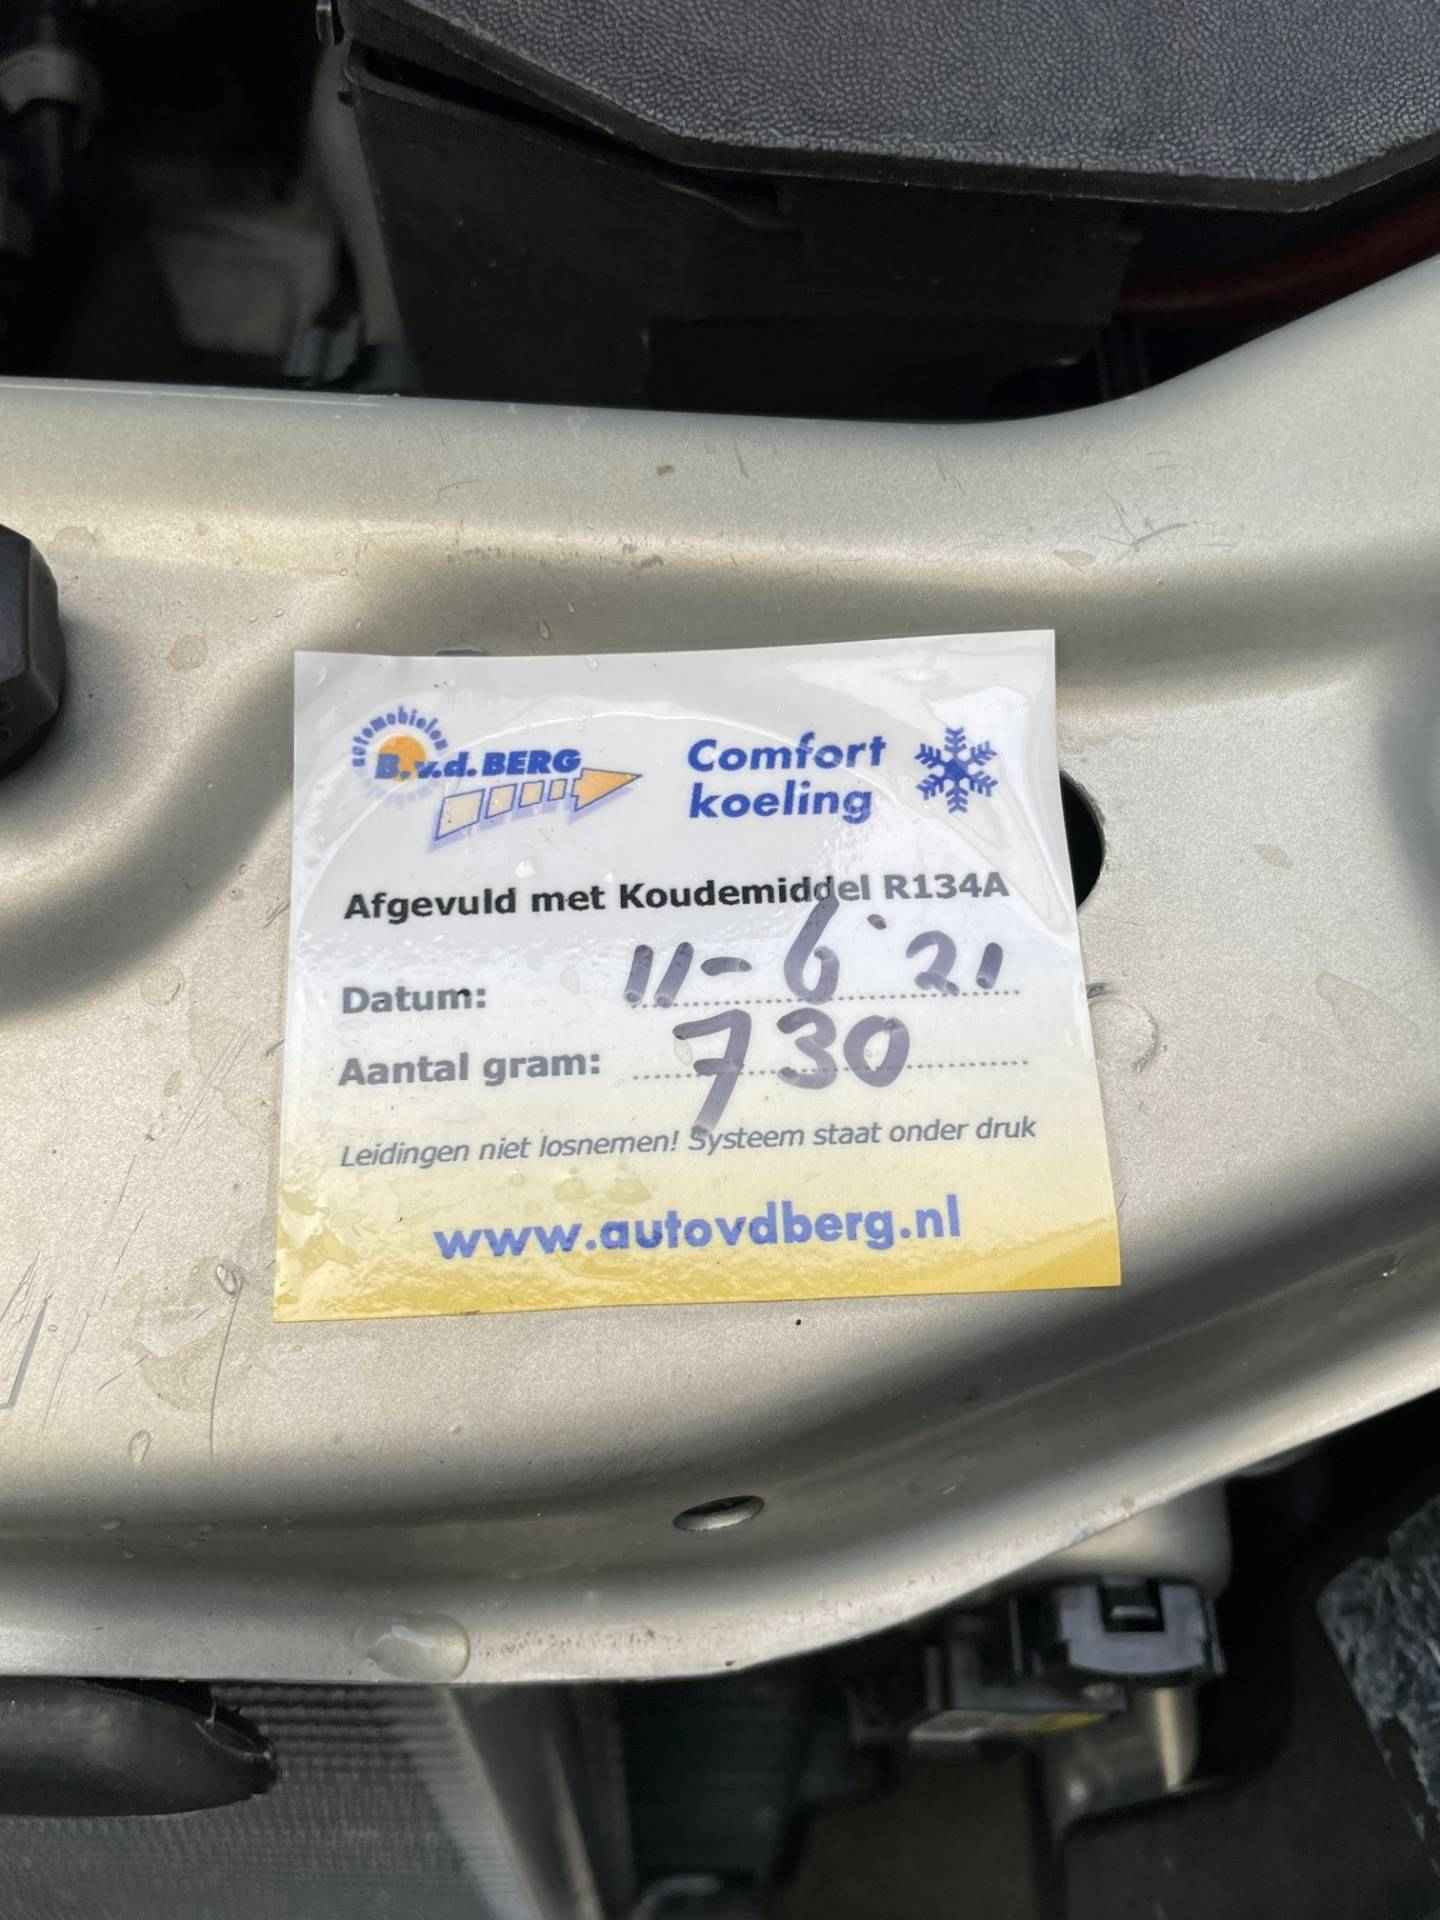 automobielen
B.v.d. BERG
Comfort
koeling
Afgevuld met Koudemiddel R134A
Datum: 11-6'21
Aantal gram: 730
Leidingen niet losnemen! Systeem staat onder druk
www.autovdberg.nl